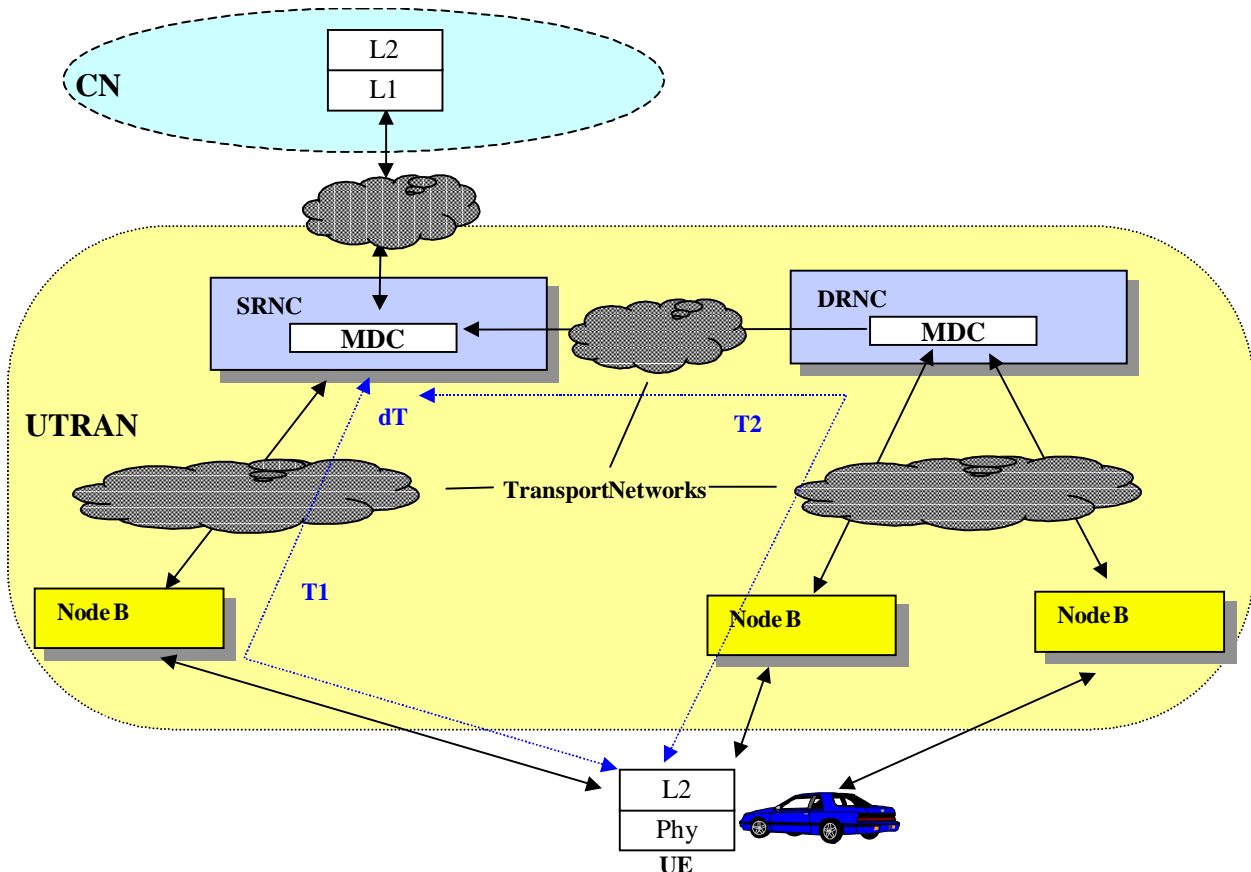 L2
CN
L1
SRNC
MDC
DRNC
MDC
dT
T2
UTRAN
TransportNetworks
T1
Node B
Node B
Node B
L2
Phy
UE